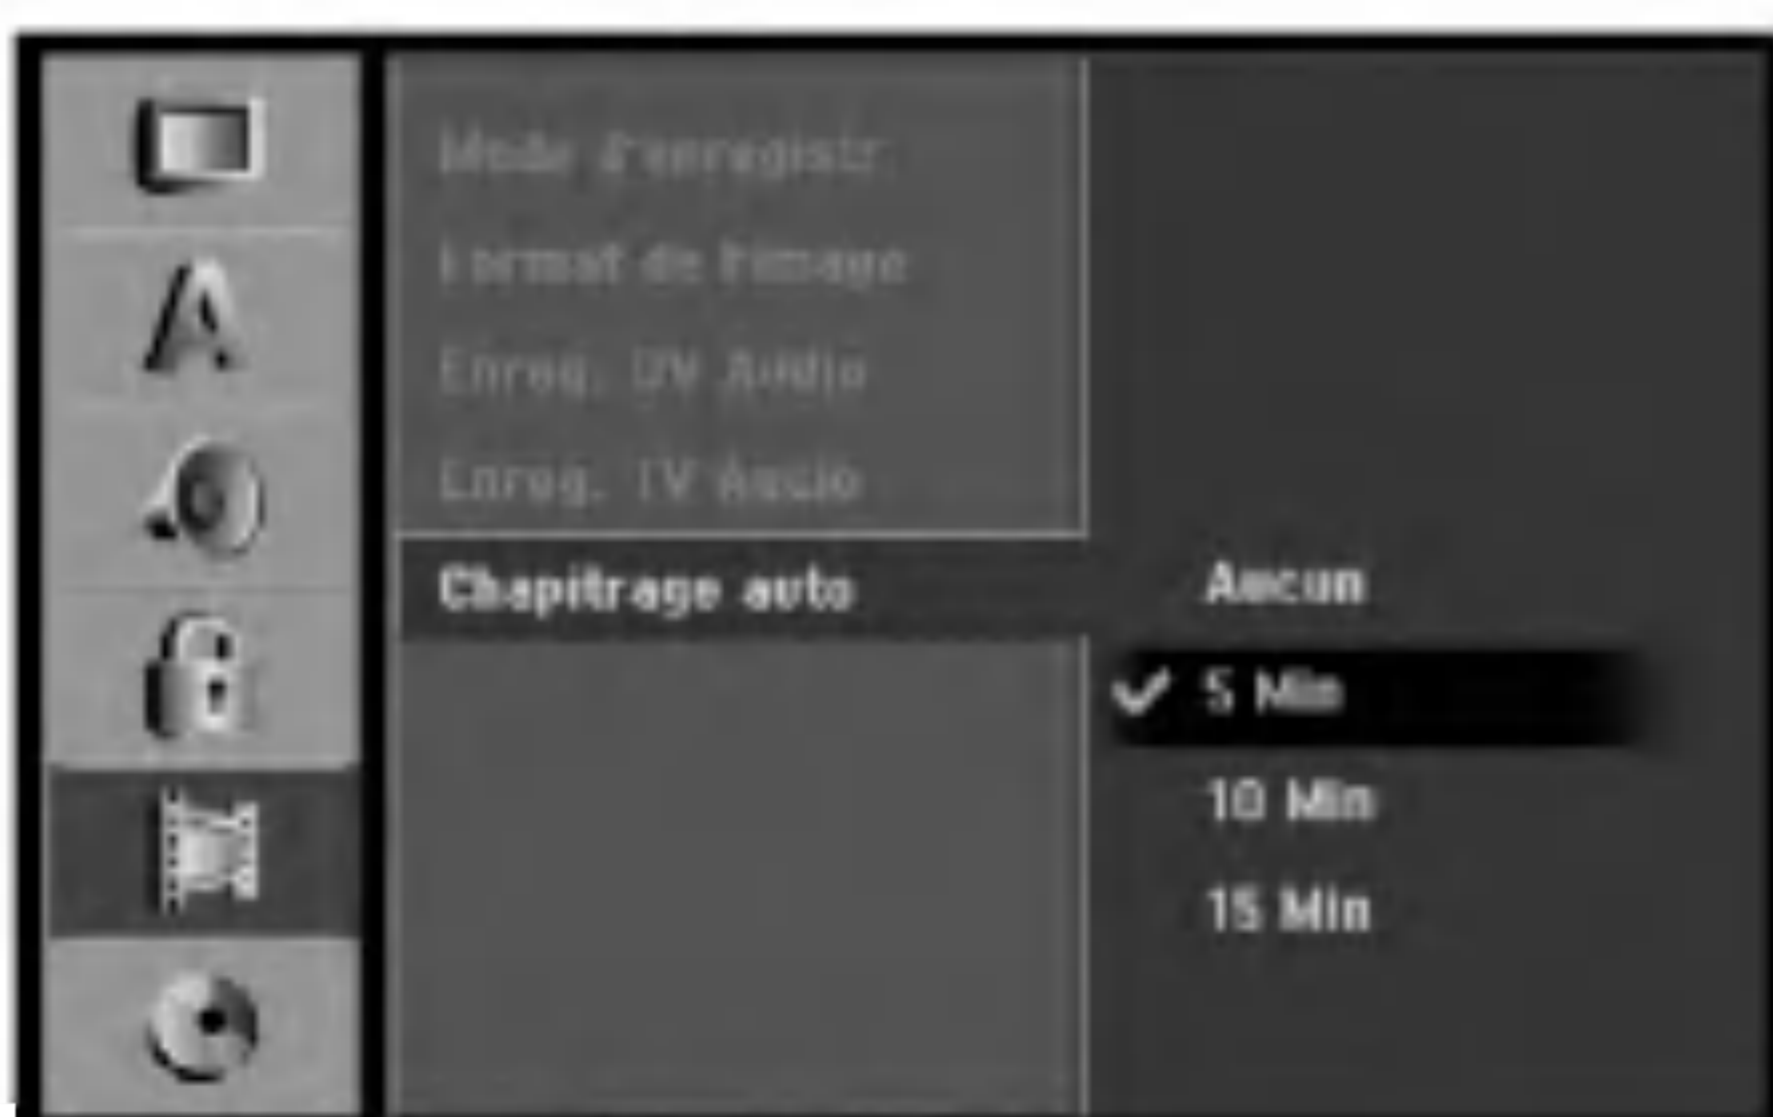 Mode d'enregistr.
Format de l'image
Enreg. DV Audio
Enreg. TV Audio
Chapitrage auto
Aucun
5 Min
10 Min
15 Min